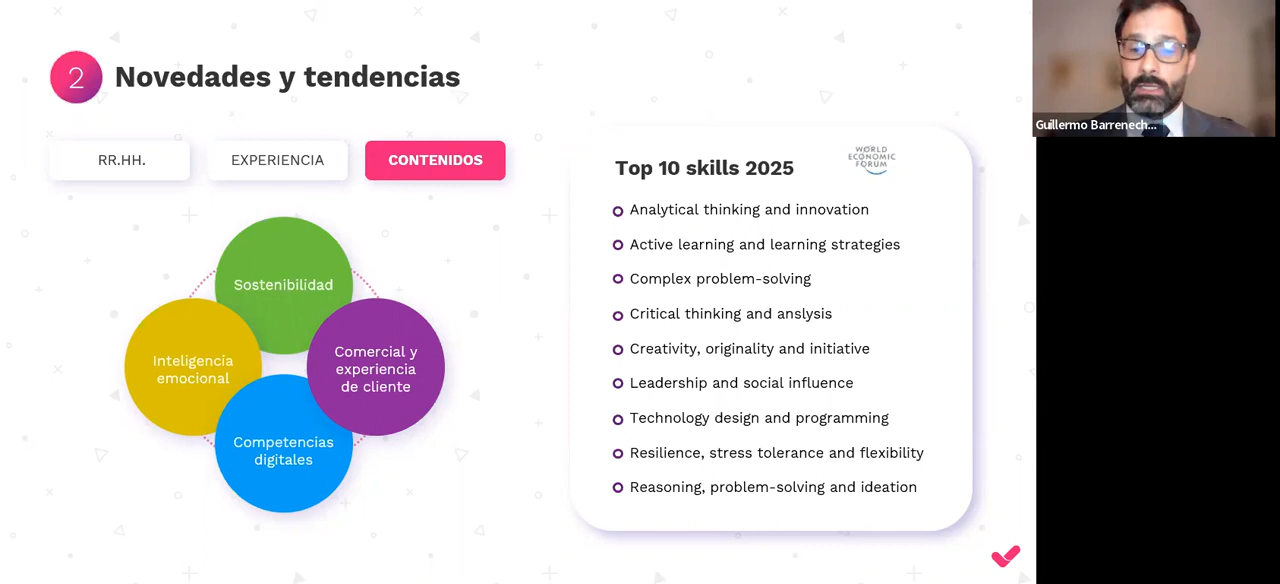 2
Novedades y tendencias
RR.HH.
EXPERIENCIA
CONTENIDOS
Sostenibilidad
Inteligencia
emocional
Comercial y
experiencia
de cliente
Competencias
digitales
Top 10 skills 2025
WORLD
ECONOMIC
FORUM
Analytical thinking and innovation
Active learning and learning strategies
Complex problem-solving
Critical thinking and anslysis
Creativity, originality and initiative
Leadership and social influence
Technology design and programming
Resilience, stress tolerance and flexibility
Reasoning, problem-solving and ideation
Guillermo Barrenech...